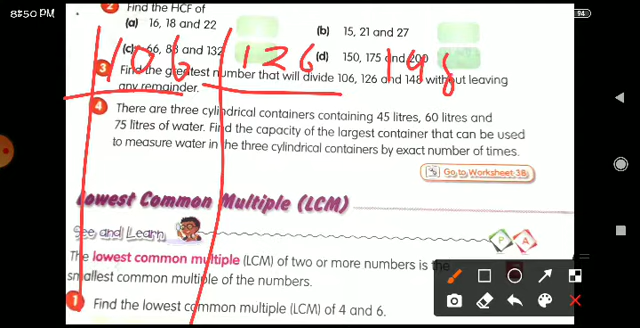 8:50 PM
94
2 Find the HCF of
(a) 16, 18 and 22
(b) 15, 21 and 27
(c) 66, 88 and 132
(d) 150, 175 and 200
106 126 148
3 Find the greatest number that will divide 106, 126 and 148 without leaving
any remainder.
4 There are three cylindrical containers containing 45 litres, 60 litres and
75 litres of water. Find the capacity of the largest container that can be used
to measure water in the three cylindrical containers by exact number of times.
Go to Worksheet 38
Lowest Common Multiple (LCM)
See and Learn
P A
The lowest common multiple (LCM) of two or more numbers is the
smallest common multiple of the numbers.
1 Find the lowest common multiple (LCM) of 4 and 6.